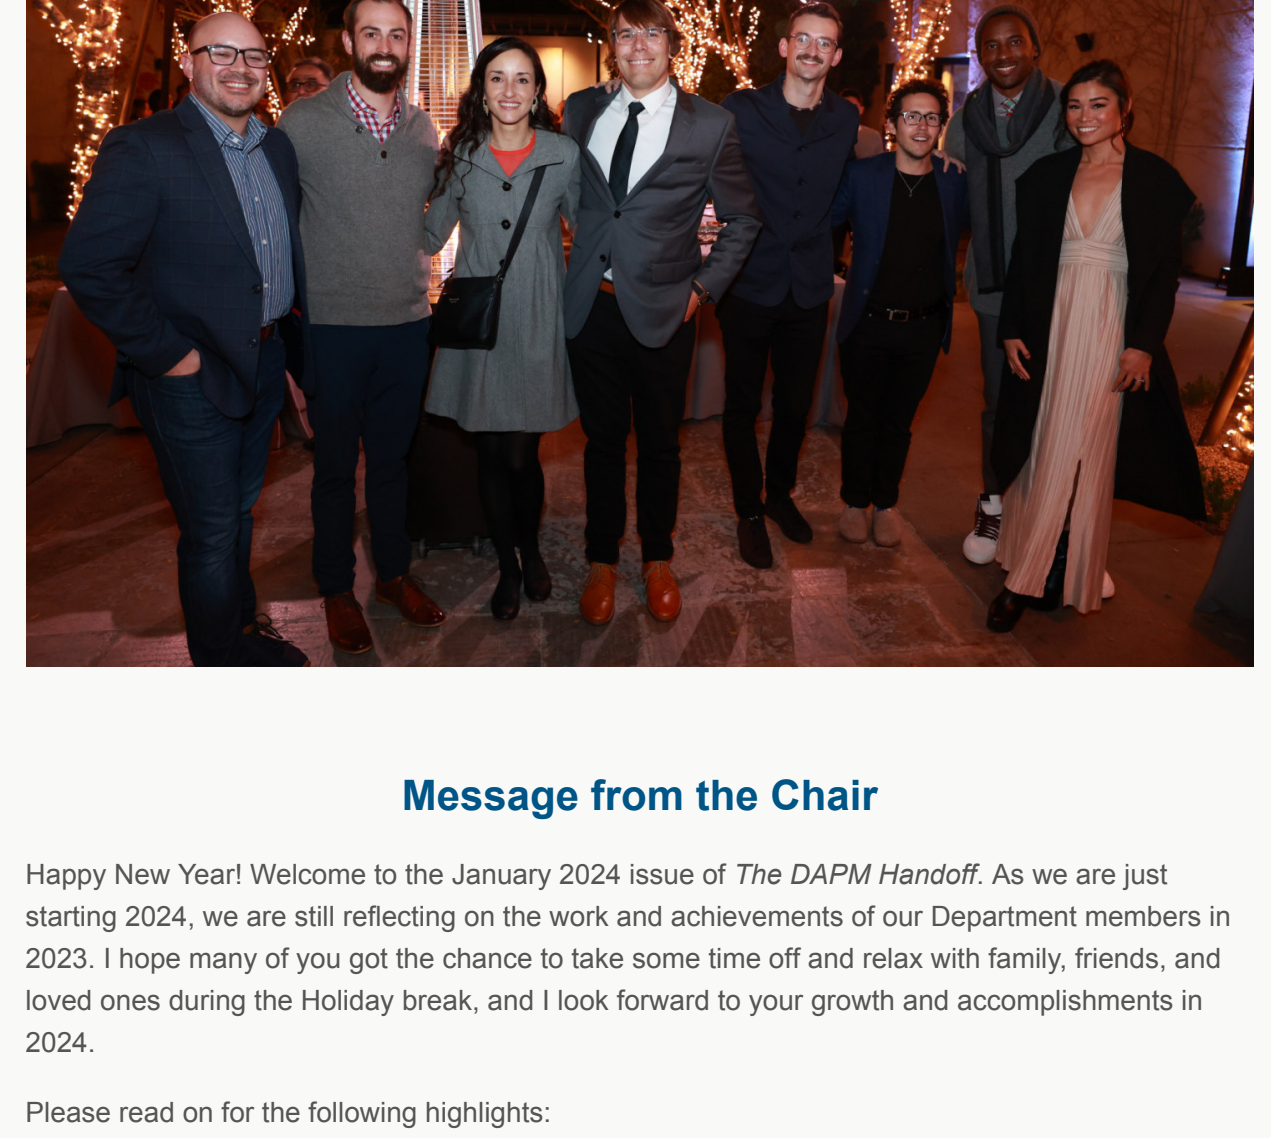 Message from the Chair
Happy New Year! Welcome to the January 2024 issue of The DAPM Handoff. As we are just
starting 2024, we are still reflecting on the work and achievements of our Department members in
2023. I hope many of you got the chance to take some time off and relax with family, friends, and
loved ones during the Holiday break, and I look forward to your growth and accomplishments in
2024.
Please read on for the following highlights: